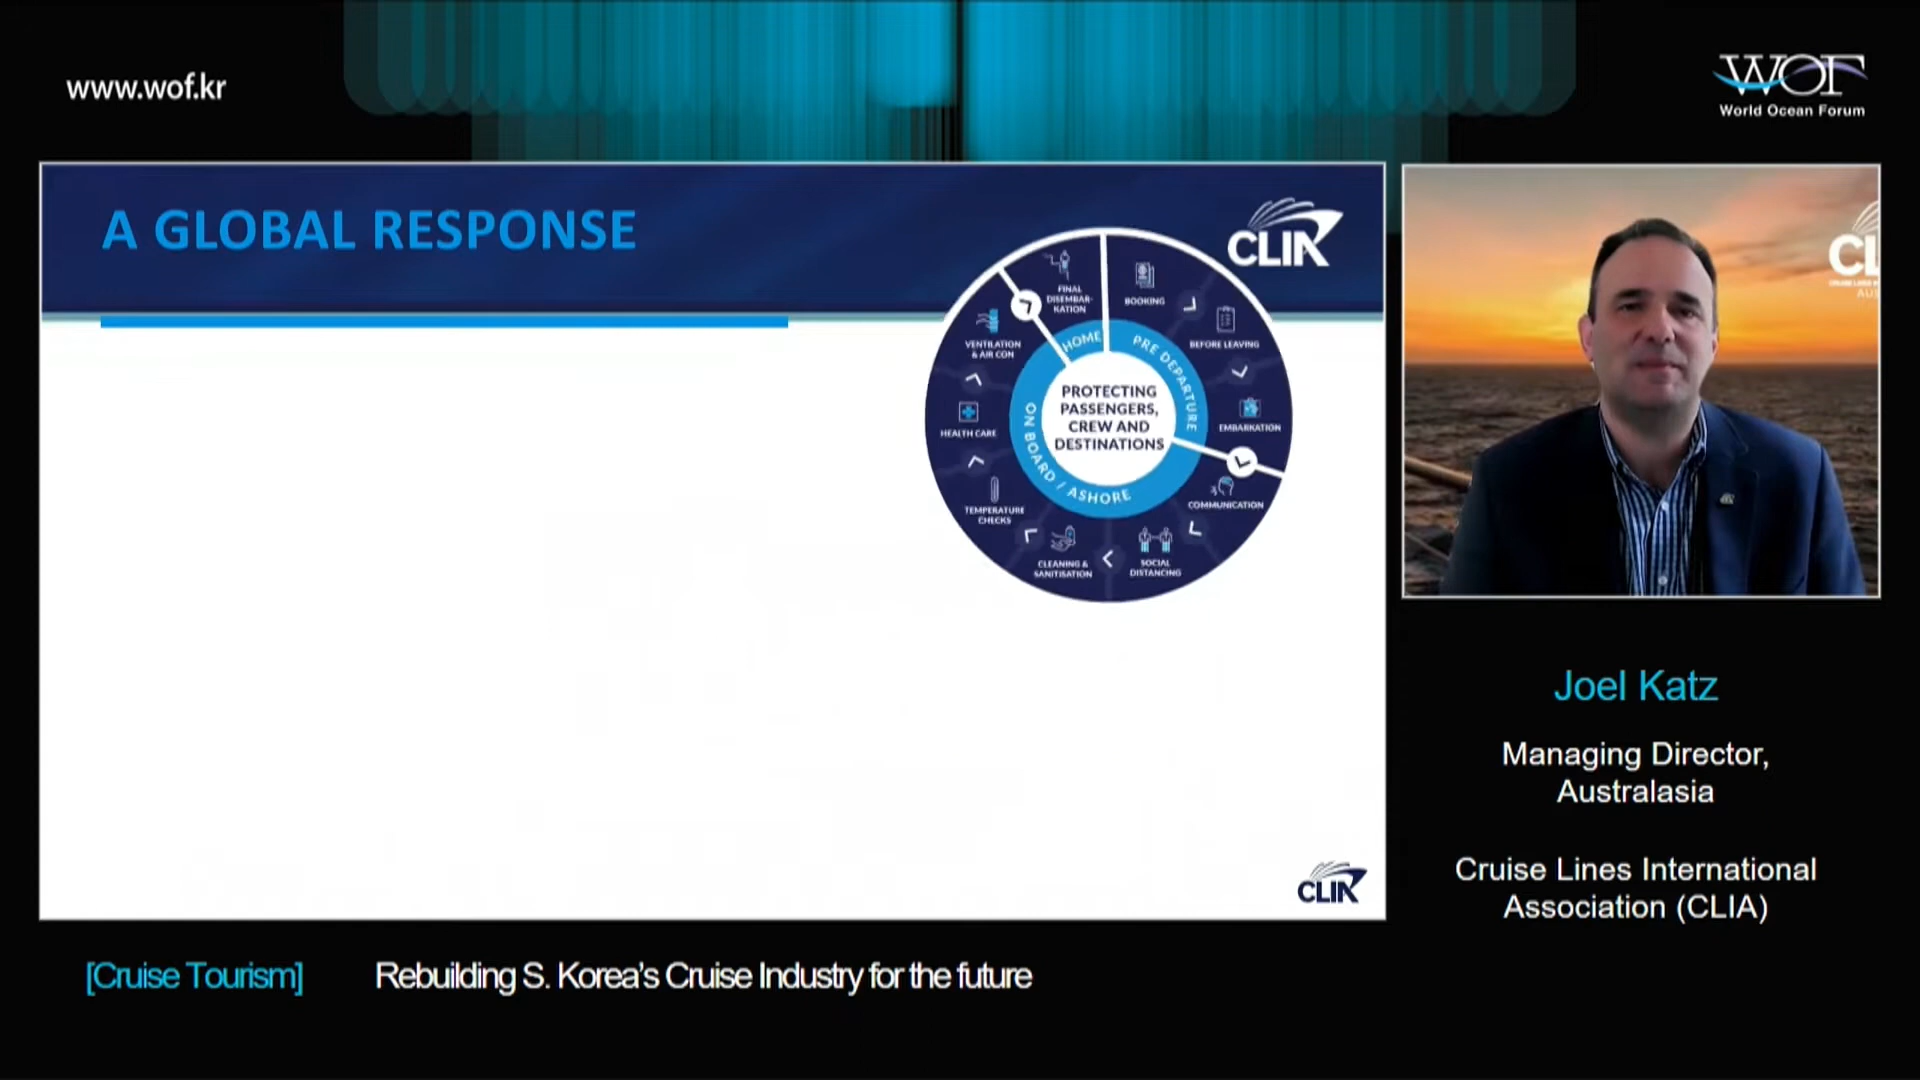 www.wof.kr
WOF
World Ocean Forum
A GLOBAL RESPONSE
CLIA
FINAL
DISEMBAR-
KATION
BOOKING
BEFORE LEAVING
EMBARKATION
COMMUNICATION
SOCIAL
DISTANCING
CLEANING &
SANITISATION
TEMPERATURE
CHECKS
HEALTH CARE
VENTILATION
& AIR CON
HOME
PRE DEPARTURE
ON BOARD / ASHORE
PROTECTING
PASSENGERS,
CREW AND
DESTINATIONS
CLIA
CL
Joel Katz
Managing Director,
Australasia
Cruise Lines International
Association (CLIA)
[Cruise Tourism]
Rebuilding S. Korea's Cruise Industry for the future